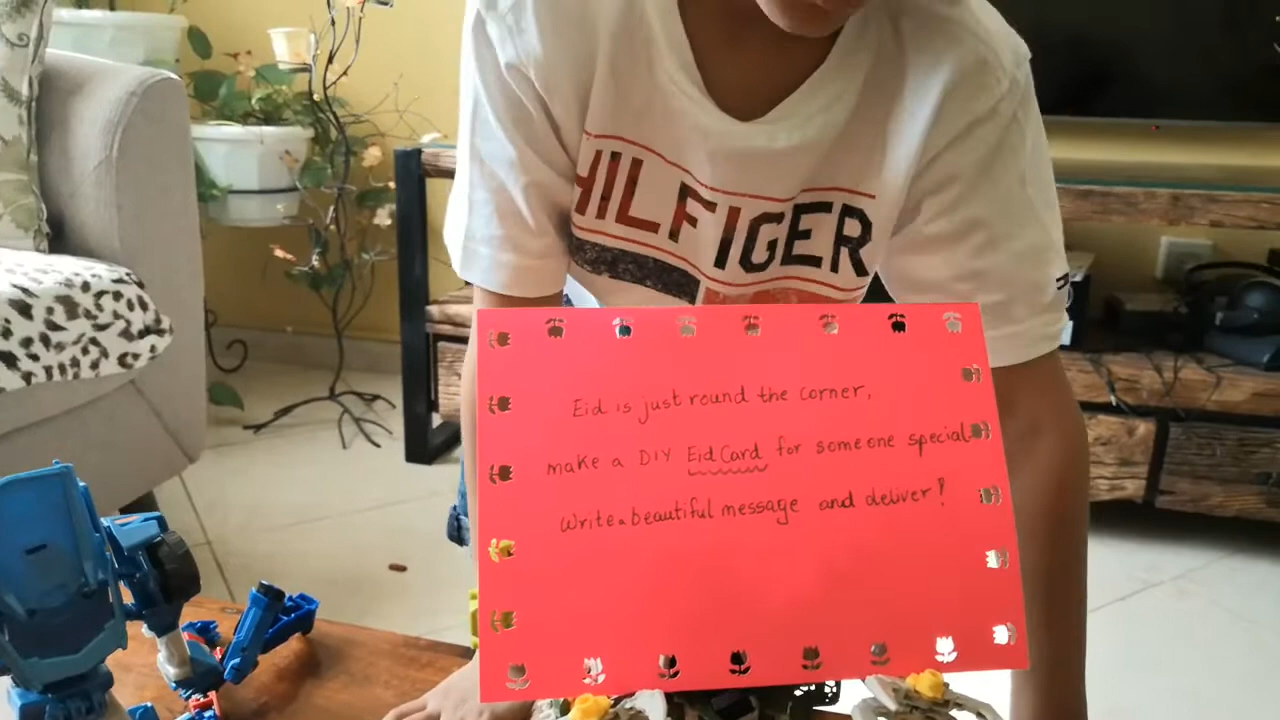 HILFIGER
Eid is just round the corner,
make a DIY Eid Card for someone special
Write a beautiful message and deliver!